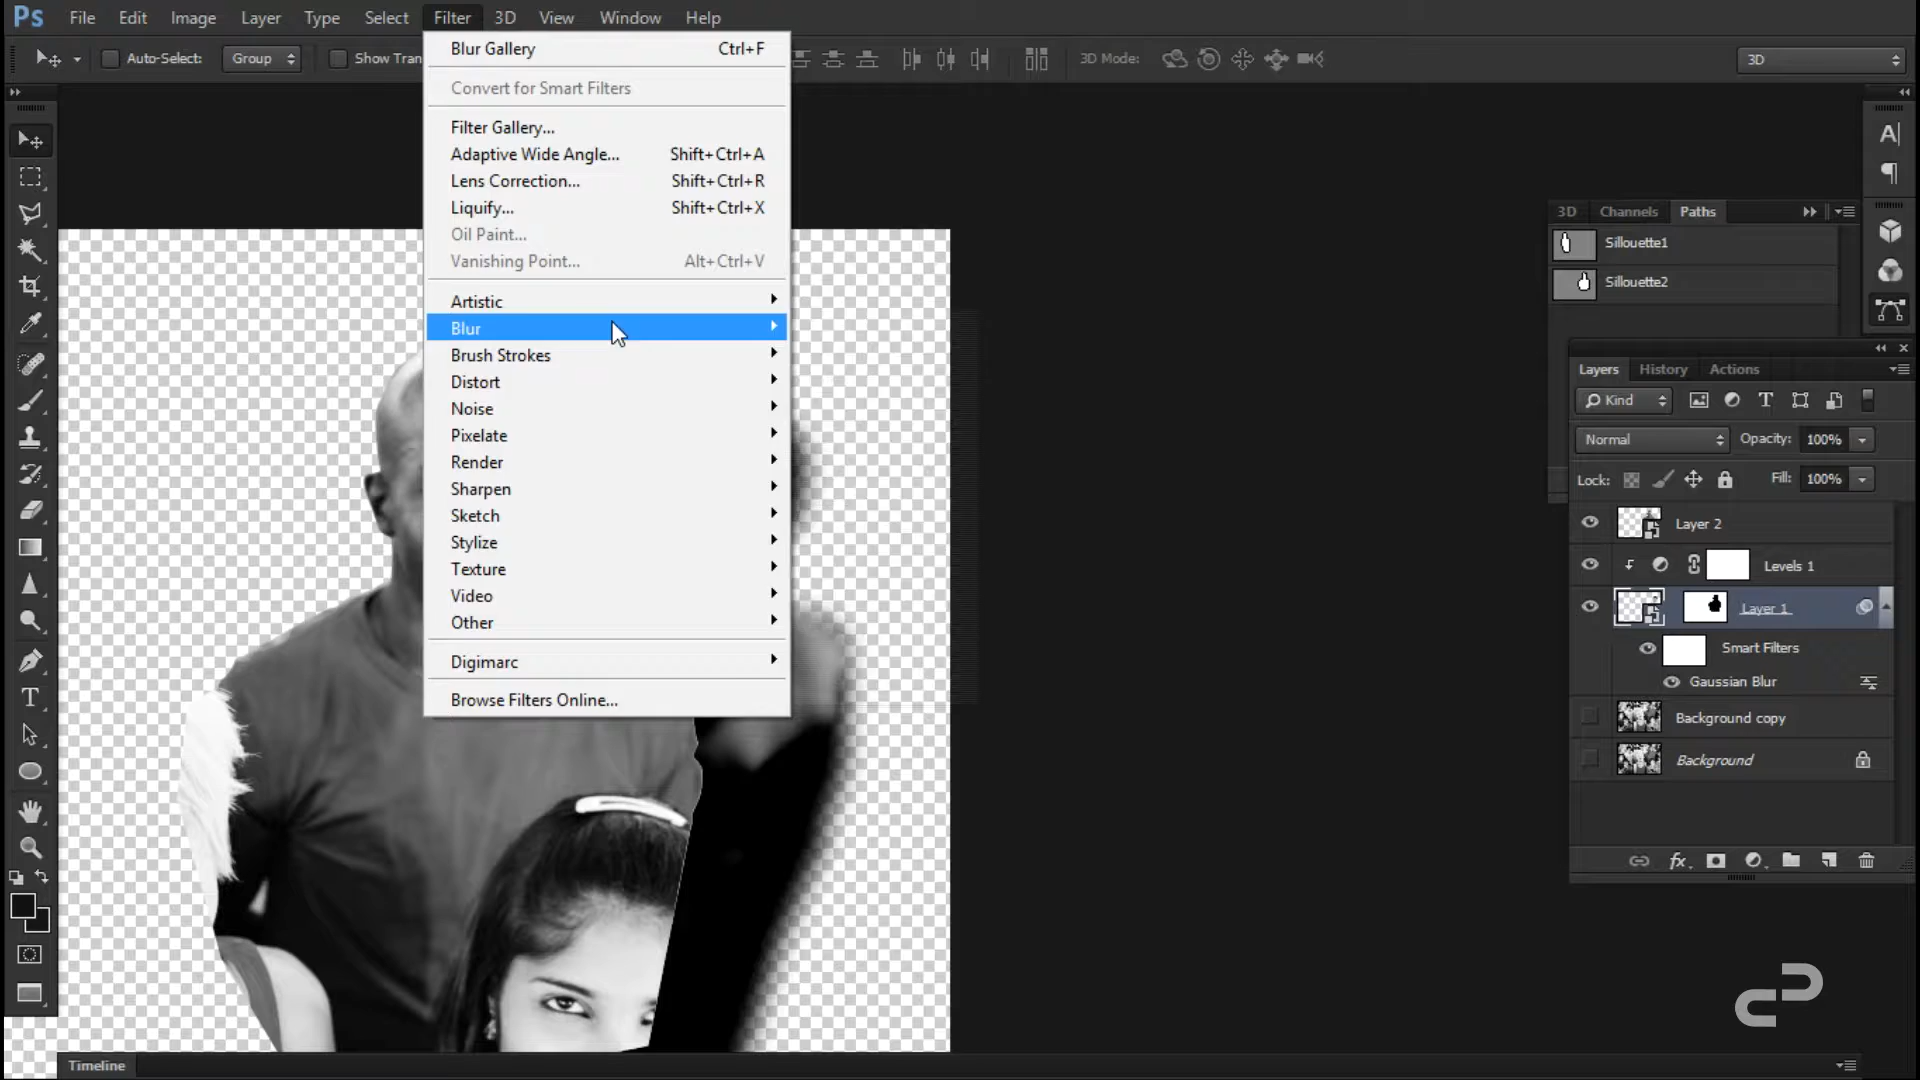 Ps File Edit Image Layer Type Select Filter 3D View Window Help
Auto-Select: Group Show Tran 3D Mode: 3D
Blur Gallery Ctrl+F
Convert for Smart Filters
Filter Gallery...
Adaptive Wide Angle... Shift+Ctrl+A
Lens Correction... Shift+Ctrl+R
Liquify... Shift+Ctrl+X
Oil Paint...
Vanishing Point... Alt+Ctrl+V
Artistic
Blur
Brush Strokes
Distort
Noise
Pixelate
Render
Sharpen
Sketch
Stylize
Texture
Video
Other
Digimarc
Browse Filters Online...
3D Channels Paths
Sillouette1
Sillouette2
Layers History Actions
Kind
Normal Opacity: 100%
Lock: Fill: 100%
Layer 2
Levels 1
Layer 1
Smart Filters
Gaussian Blur
Background copy
Background
fx
Timeline